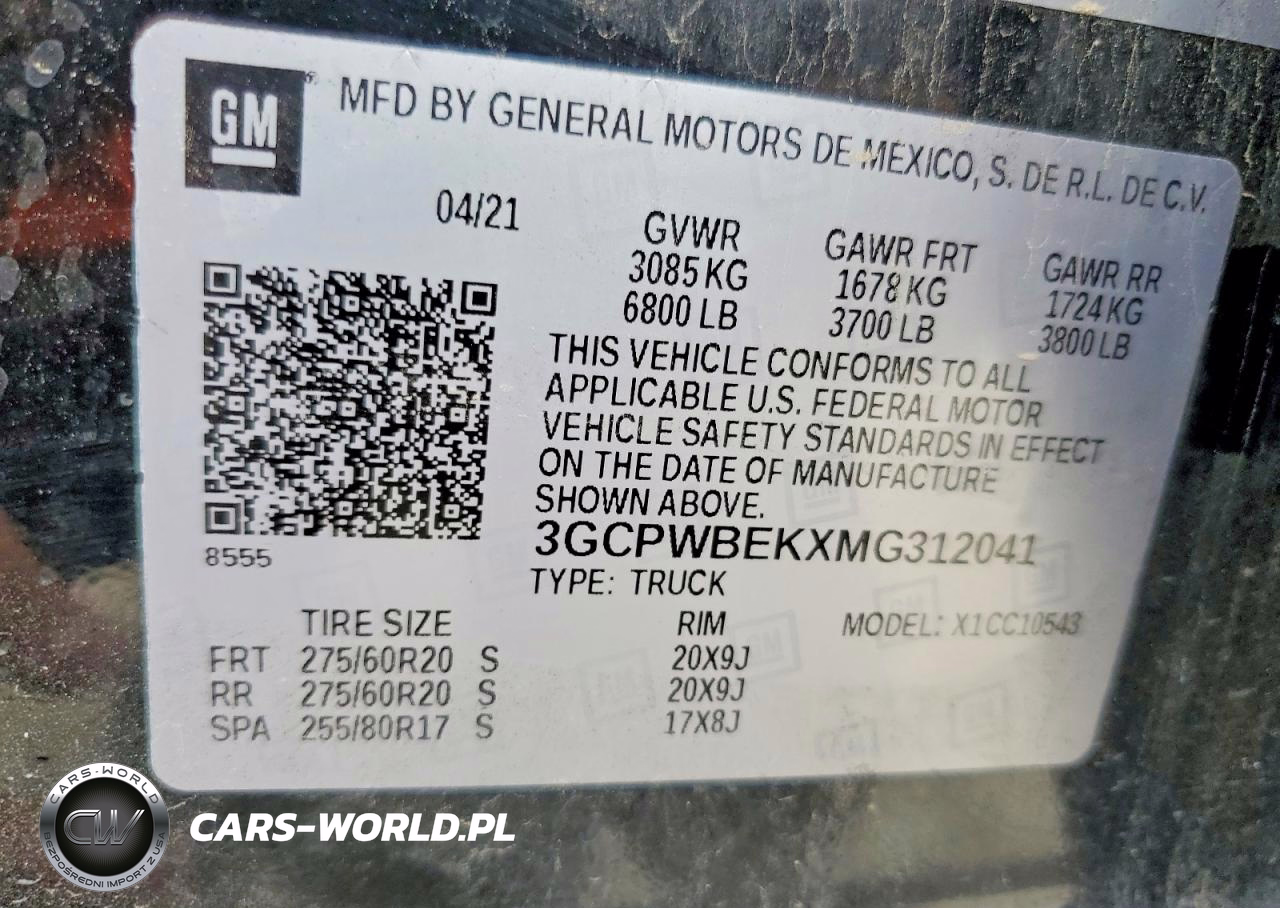 GM
MFD BY GENERAL MOTORS DE MEXICO, S. DE R.L. DE C.V.
04/21
GVWR GAWR FRT GAWR RR
3085 KG 1678 KG 1724 KG
6800 LB 3700 LB 3800 LB
THIS VEHICLE CONFORMS TO ALL
APPLICABLE U.S. FEDERAL MOTOR
VEHICLE SAFETY STANDARDS IN EFFECT
ON THE DATE OF MANUFACTURE
SHOWN ABOVE.
3GCPWBEKXMG312041
8555
TYPE: TRUCK
TIRE SIZE RIM MODEL: X1CC10543
FRT 275/60R20 S 20X9J
RR 275/60R20 S 20X9J
SPA 255/80R17 S 17X8J
CARS-WORLD
CW
BEZPOŚREDNI IMPORT Z USA
CARS-WORLD.PL